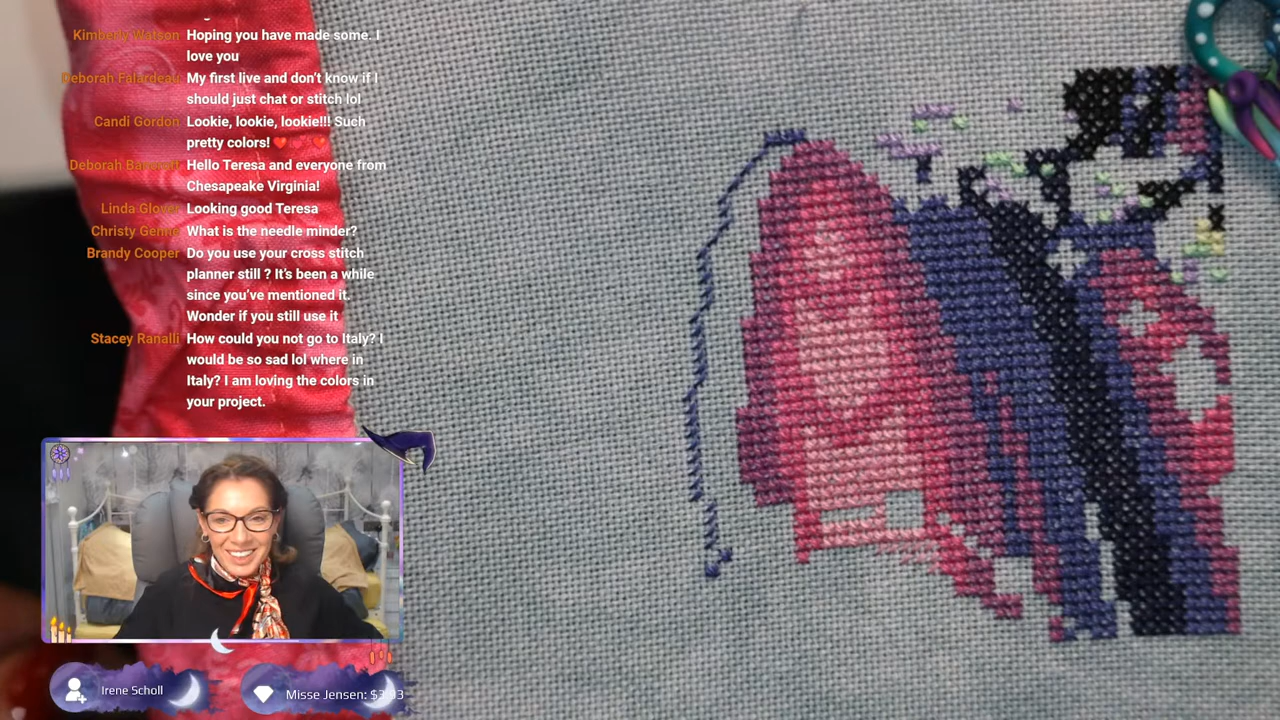 Kimberly Watson Hoping you have made some. I
love you
Deborah Falardeau My first live and don't know if I
should just chat or stitch lol
Candi Gordon Lookie, lookie, lookie!!! Such
pretty colors!
Deborah Bancroft Hello Teresa and everyone from
Chesapeake Virginia!
Linda Glover Looking good Teresa
Christy Genne What is the needle minder?
Brandy Cooper Do you use your cross stitch
planner still ? It's been a while
since you've mentioned it.
Wonder if you still use it
Stacey Ranalli How could you not go to Italy? I
would be so sad lol where in
Italy? I am loving the colors in
your project.
Irene Scholl
Misse Jensen: